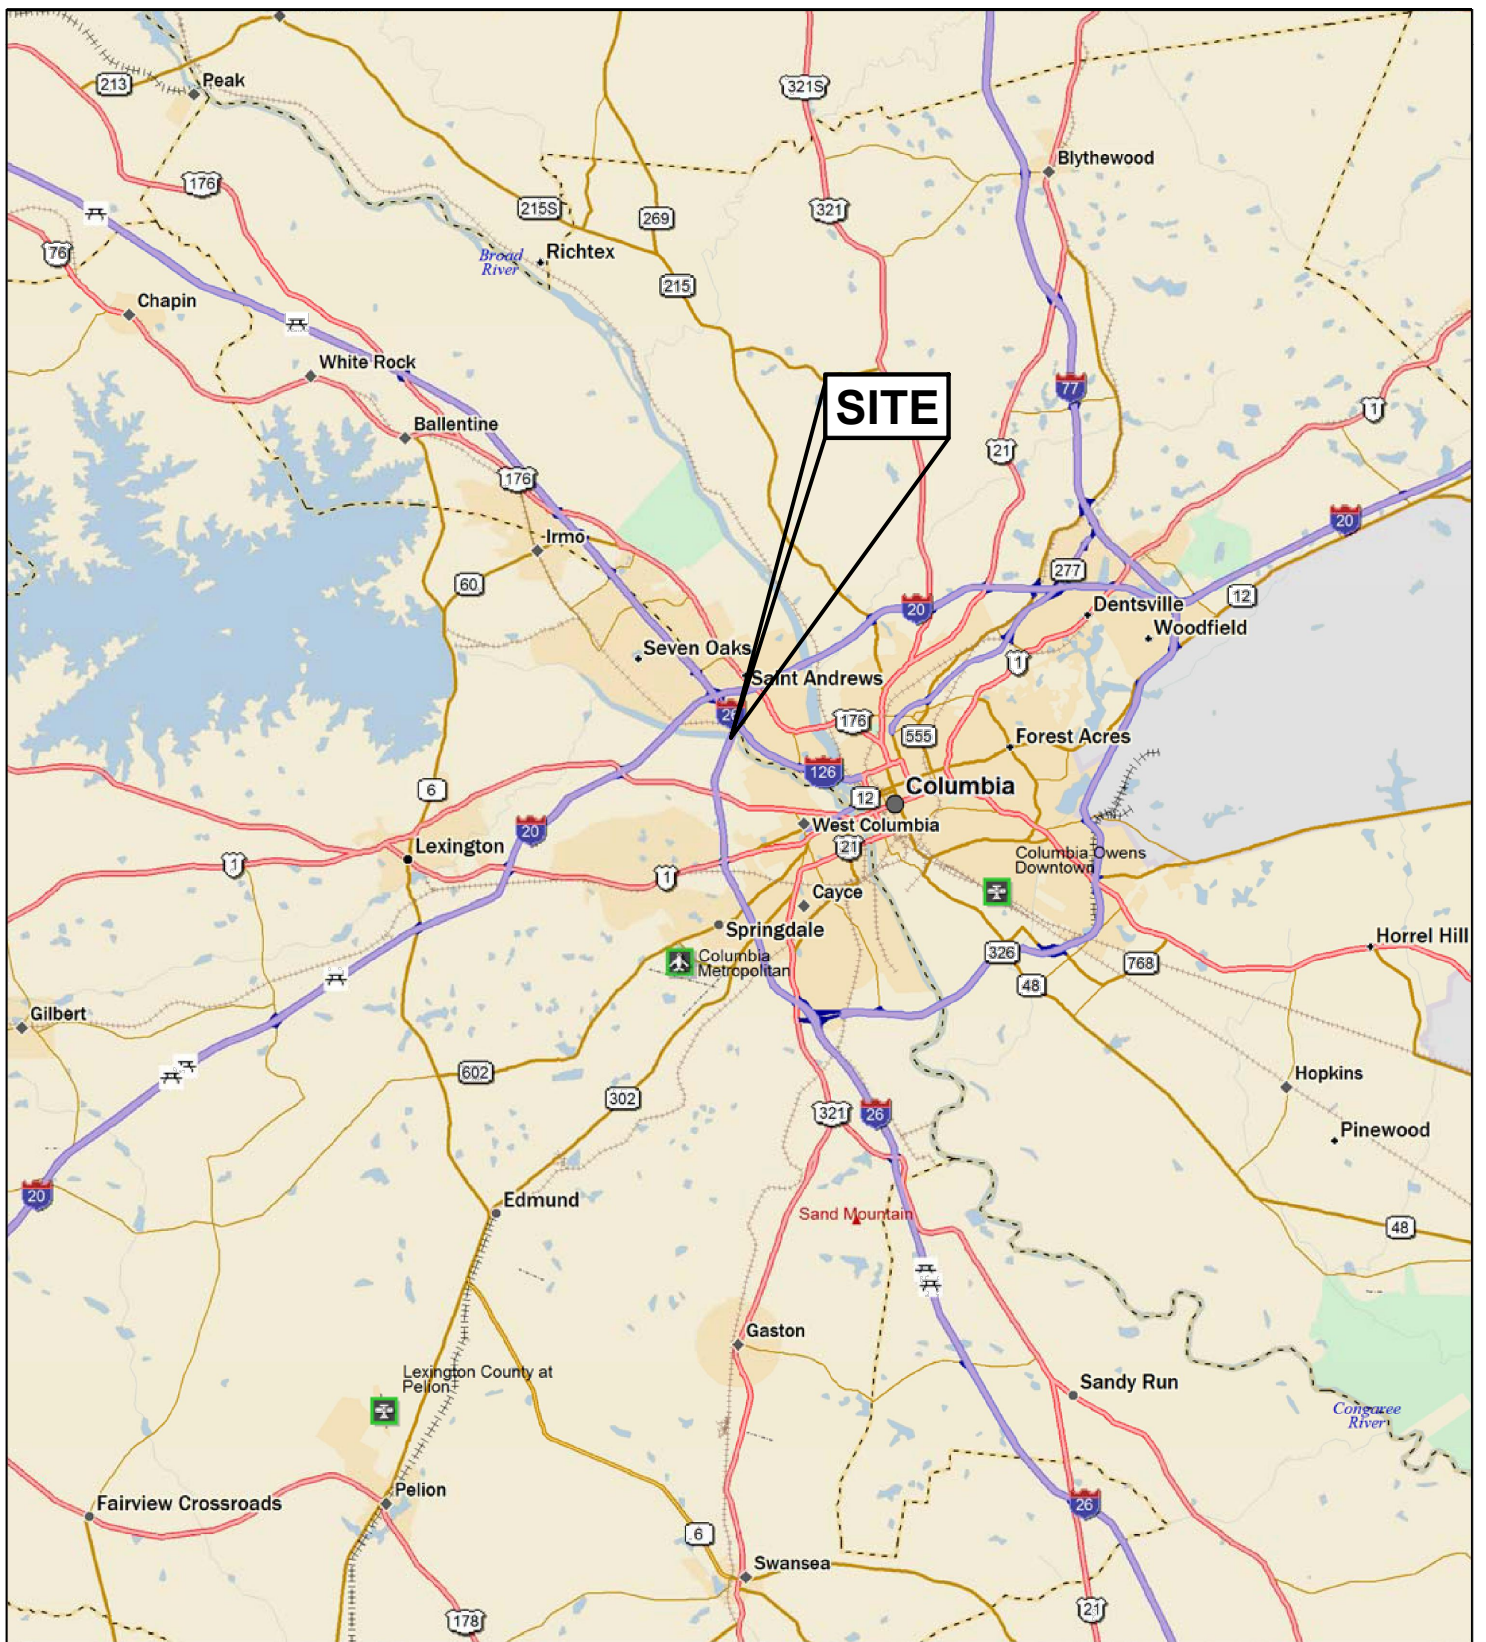 321S
213
Peak
Blythewood
176
215S
269
321
76
Broad
River
Richtex
215
Chapin
White Rock
77
SITE
1
Ballentine
21
176
20
Irmo
277
60
12
20
Dentsville
Woodfield
Seven Oaks
1
Saint Andrews
26
176
555
Forest Acres
126
6
Columbia
12
20
West Columbia
Lexington
21
1
Columbia Owens
Downtown
1
Cayce
Springdale
Horrel Hill
326
Columbia
Metropolitan
768
48
Gilbert
602
Hopkins
302
321
26
Pinewood
20
Edmund
Sand Mountain
48
Gaston
Lexington County at
Pelion
Sandy Run
Congaree
River
Pelion
Fairview Crossroads
26
6
Swansea
178
21